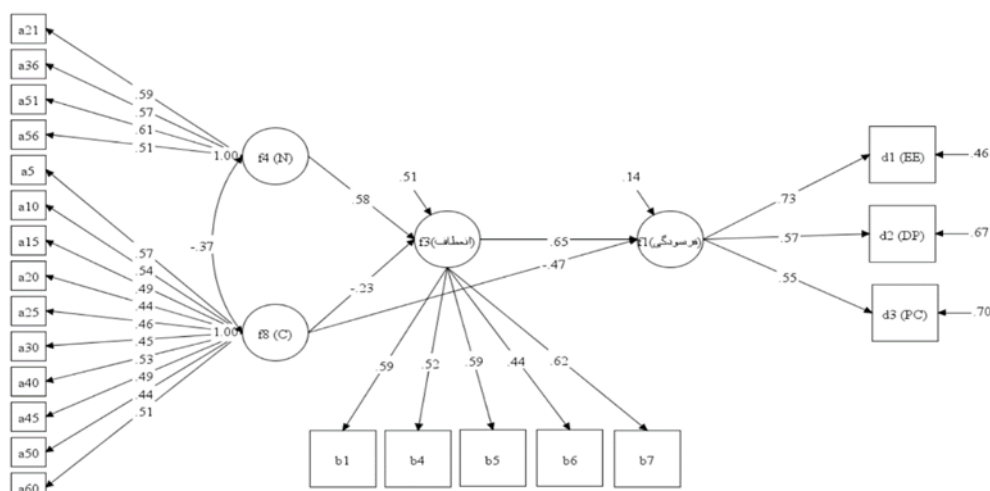 a21
a36
a51
a56
a5
a10
a15
a20
a25
a30
a40
a45
a50
a60
.59
.57
.61
.51
1.00
f4 (N)
-.37
.57
.54
.49
.44
.46
.45
.53
.49
.44
.51
1.00
f8 (C)
.58
-.23
.51
f3(انعطاف)
.65
-.47
.14
f1(فرسودگی)
.59
.52
.59
.44
.62
b1
b4
b5
b6
b7
.73
.57
.55
d1 (EE)
.46
d2 (DP)
.67
d3 (PC)
.70